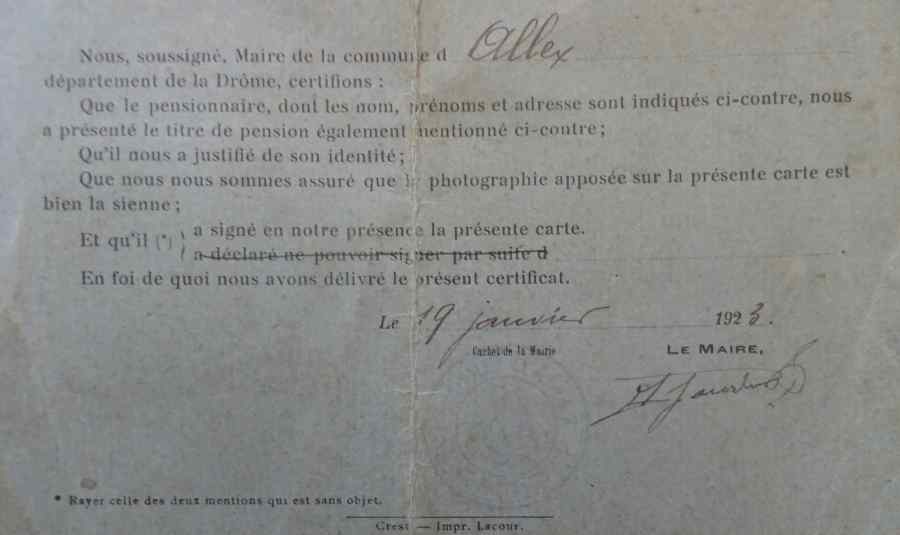 Nous, soussigné, Maire de la commune d Allex
département de la Drôme, certifions :
Que le pensionnaire, dont les nom, prénoms et adresse sont indiqués ci-contre, nous
a présenté le titre de pension également mentionné ci-contre ;
Qu'il nous a justifié de son identité ;
Que nous nous sommes assuré que la photographie apposée sur la présente carte est
bien la sienne ;
Et qu'il (*) { a signé en notre présence la présente carte.
a déclaré ne pouvoir signer par suite d
En foi de quoi nous avons délivré le présent certificat.
Le 19 janvier 1923.
Cachet de la Mairie LE MAIRE,
* Rayer celle des deux mentions qui est sans objet.
Crest — Impr. Lacour.